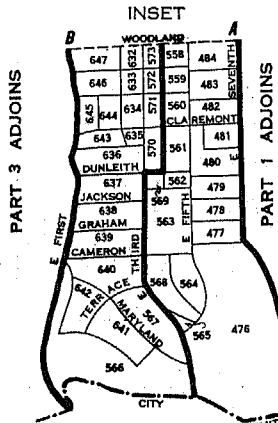 INSET
B
A
WOODLAND
647
632
573
558
484
646
633
572
559
483
SEVENTH
645
644
634
571
560
482
CLAREMONT
643
635
570
561
481
636
480
E
DUNLEITH
637
562
479
JACKSON
569
638
563
478
GRAHAM
E FIFTH
639
477
CAMERON
E FIRST
THIRD
E
640
568
564
642
TERRACE
567
MARYLAND
641
565
476
566
CITY
PART 3 ADJOINS
PART 1 ADJOINS